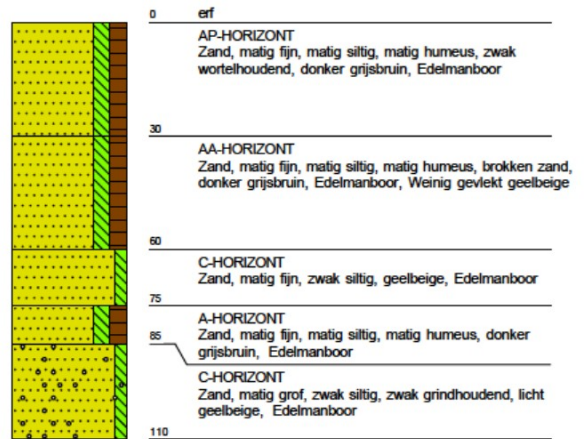 0 erf
AP-HORIZONT
Zand, matig fijn, matig siltig, matig humeus, zwak
wortelhoudend, donker grijsbruin, Edelmanboor
30
AA-HORIZONT
Zand, matig fijn, matig siltig, matig humeus, brokken zand,
donker grijsbruin, Edelmanboor, Weinig gevlekt geelbeige
60
C-HORIZONT
Zand, matig fijn, zwak siltig, geelbeige, Edelmanboor
75
A-HORIZONT
Zand, matig fijn, matig siltig, matig humeus, donker
grijsbruin, Edelmanboor
85
C-HORIZONT
Zand, matig grof, zwak siltig, zwak grindhoudend, licht
geelbeige, Edelmanboor
110